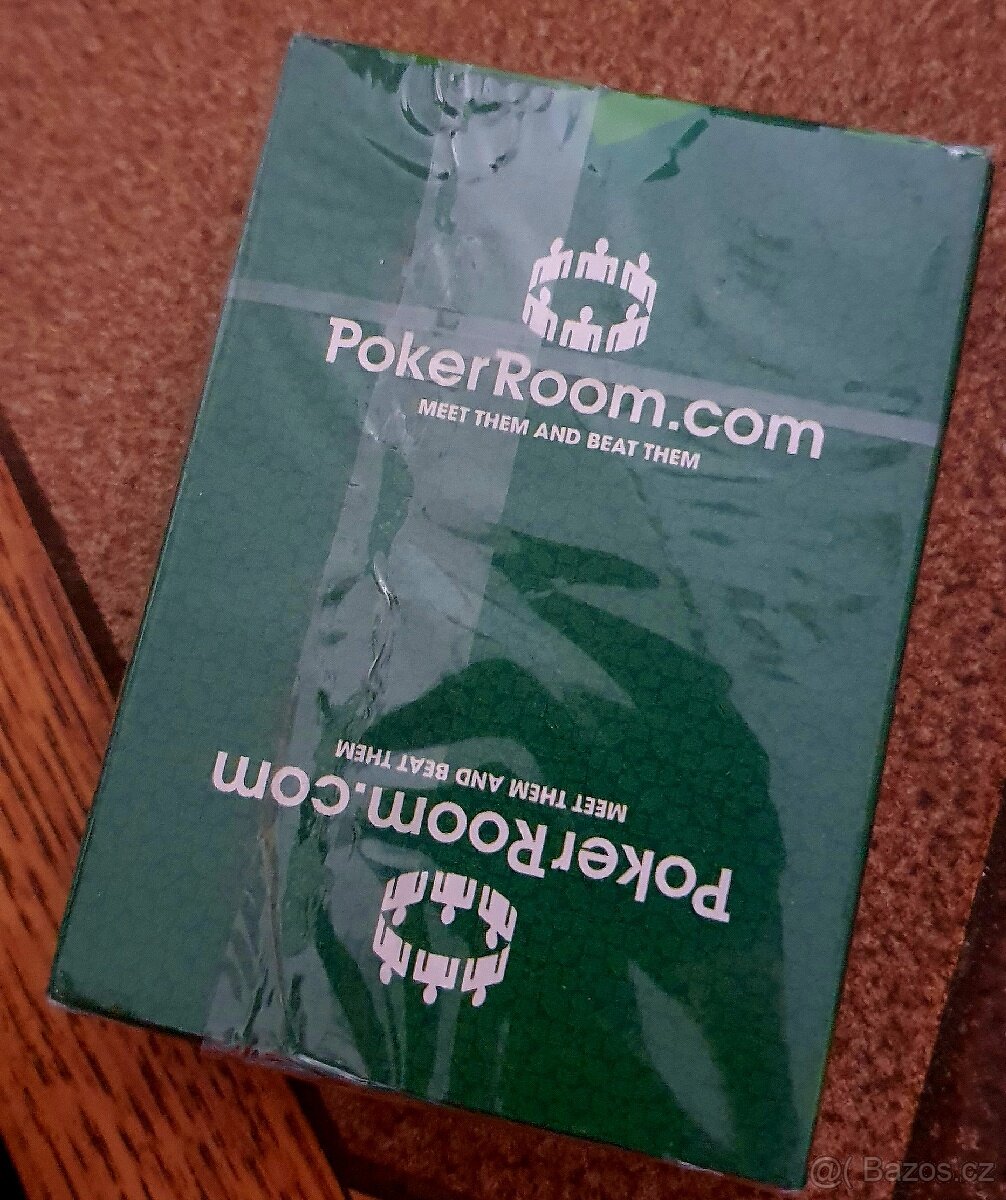 PokerRoom.com
MEET THEM AND BEAT THEM
MEET THEM AND BEAT THEM
PokerRoom.com
@( Bazos.cz